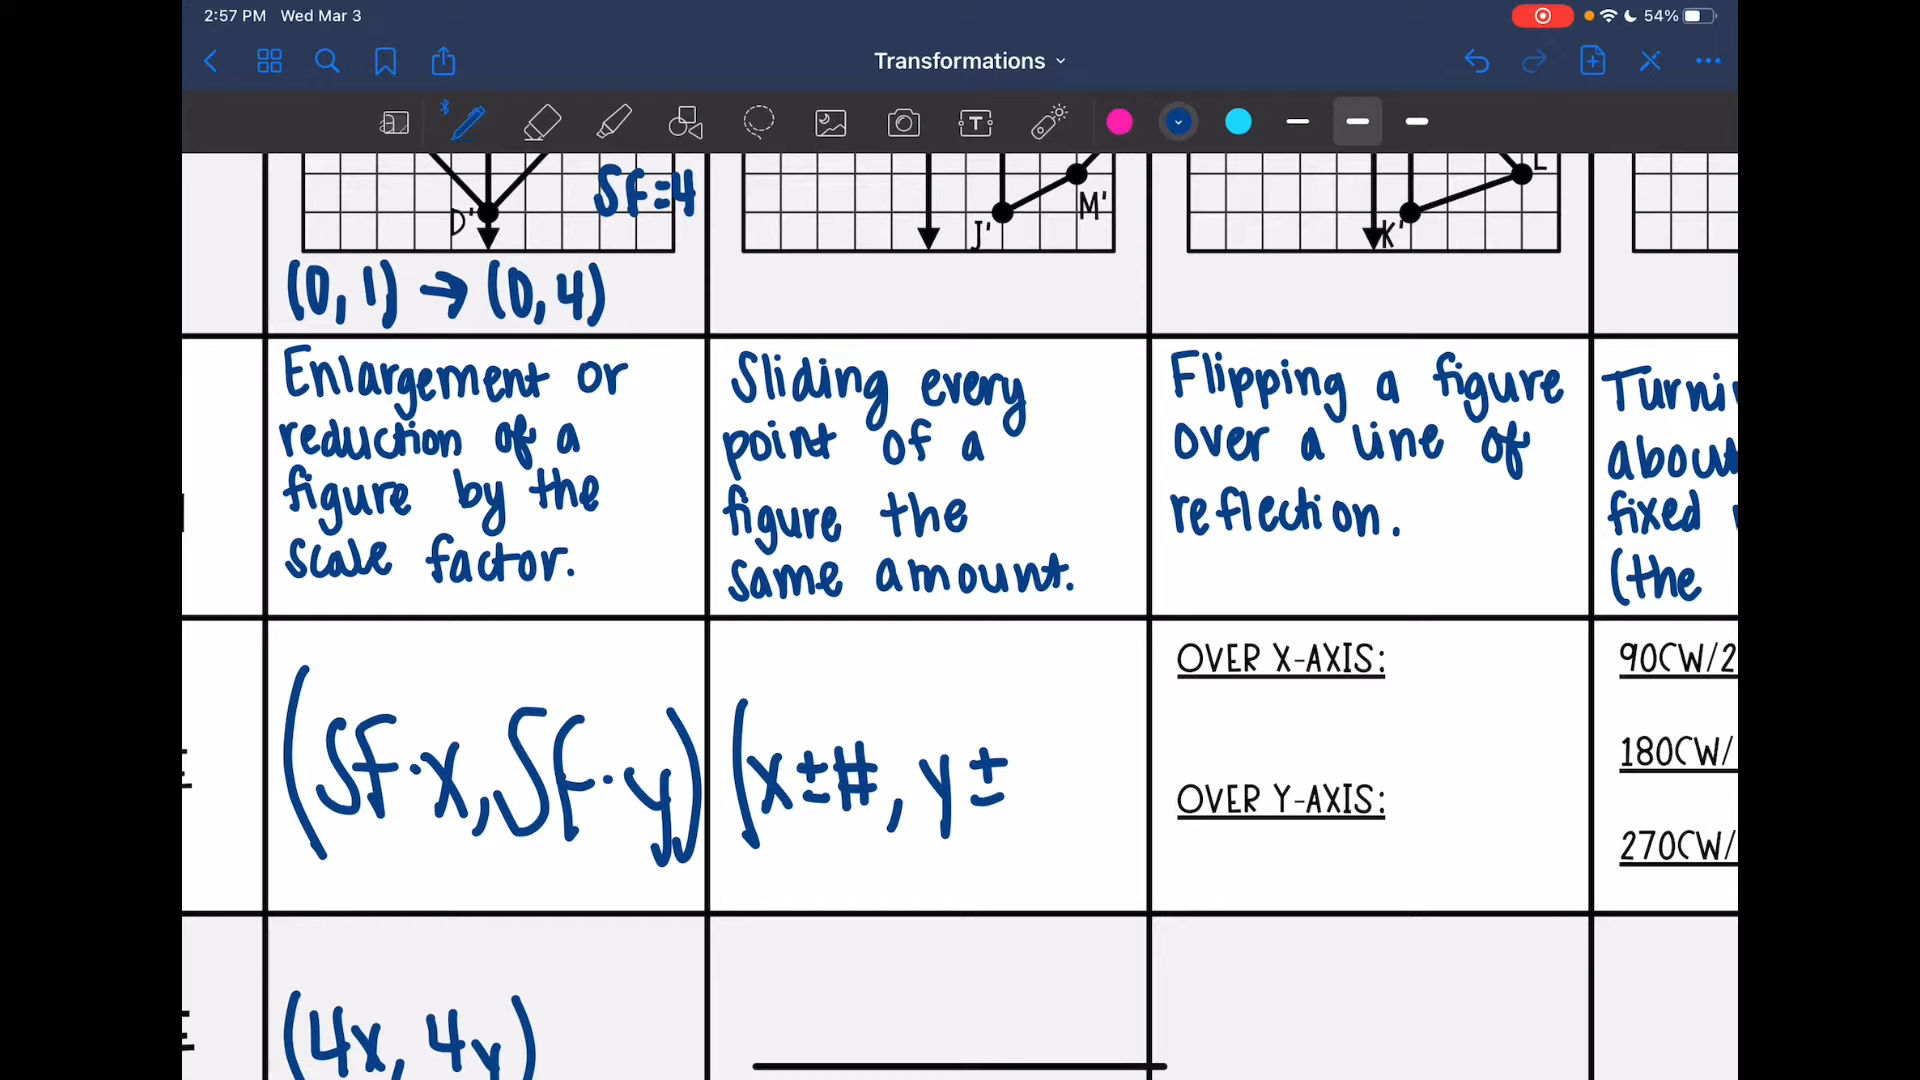 2:57 PM Wed Mar 3
54%
Transformations
T
SF=4
D'
J'
M'
K'
L
(0, 1) → (0, 4)
Enlargement or
reduction of a
figure by the
scale factor.
Sliding every
point of a
figure the
same amount.
Flipping a figure
over a line of
reflection.
Turni
about
fixed
(the
(SF·x, SF·y)
(x±#, y±
OVER X-AXIS:
OVER Y-AXIS:
90CW/2
180CW/
270CW/
(4x, 4y)